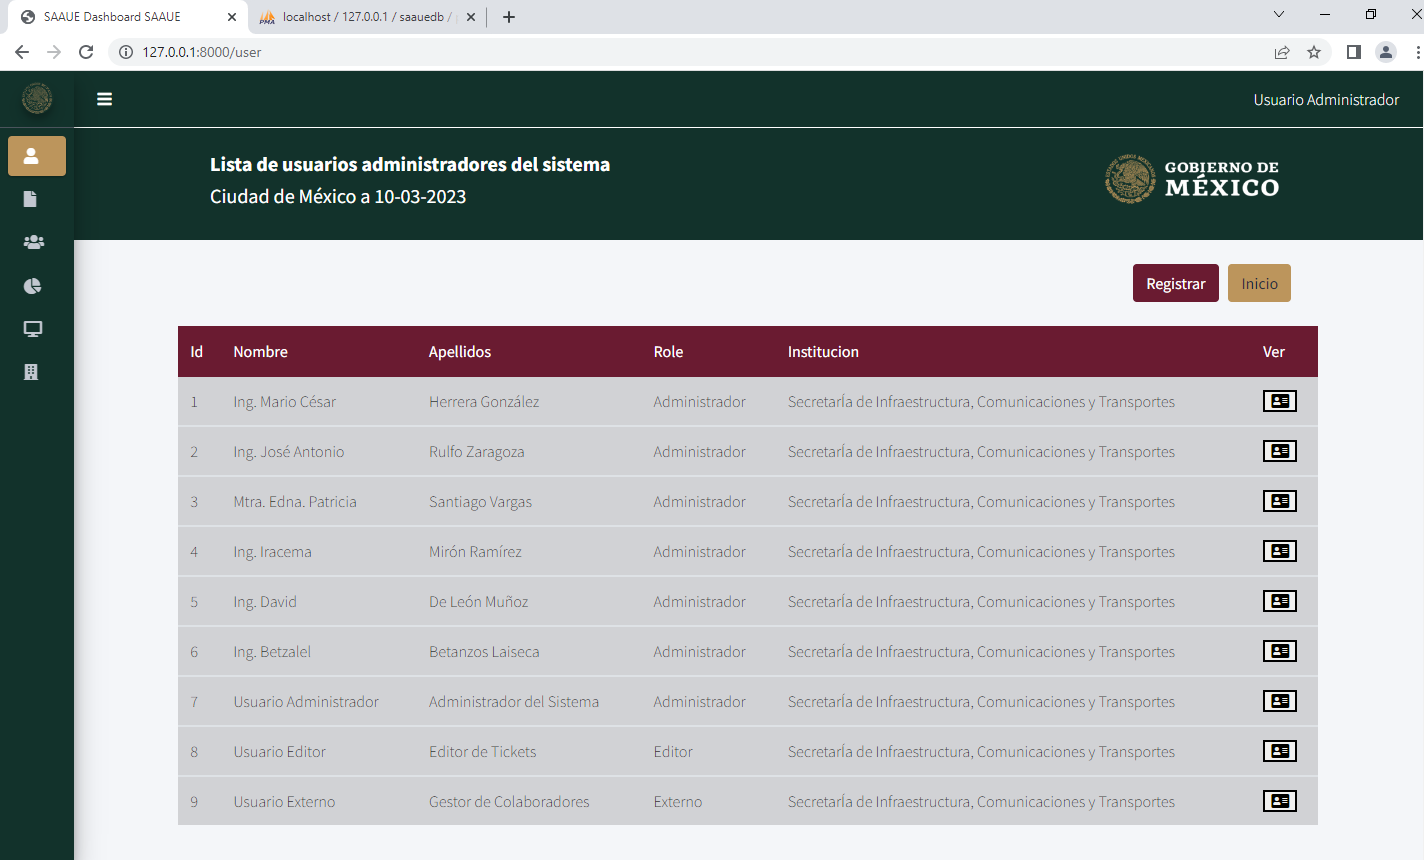 SAAUE Dashboard SAAUE
localhost / 127.0.0.1 / saauedb /
127.0.0.1:8000/user
Usuario Administrador
Lista de usuarios administradores del sistema
Ciudad de México a 10-03-2023
GOBIERNO DE
MÉXICO
Registrar Inicio
Id Nombre Apellidos Role Institucion Ver
1 Ing. Mario César Herrera González Administrador SecretarÍa de Infraestructura, Comunicaciones y Transportes
2 Ing. José Antonio Rulfo Zaragoza Administrador SecretarÍa de Infraestructura, Comunicaciones y Transportes
3 Mtra. Edna. Patricia Santiago Vargas Administrador SecretarÍa de Infraestructura, Comunicaciones y Transportes
4 Ing. Iracema Mirón Ramírez Administrador SecretarÍa de Infraestructura, Comunicaciones y Transportes
5 Ing. David De León Muñoz Administrador SecretarÍa de Infraestructura, Comunicaciones y Transportes
6 Ing. Betzalel Betanzos Laiseca Administrador SecretarÍa de Infraestructura, Comunicaciones y Transportes
7 Usuario Administrador Administrador del Sistema Administrador SecretarÍa de Infraestructura, Comunicaciones y Transportes
8 Usuario Editor Editor de Tickets Editor SecretarÍa de Infraestructura, Comunicaciones y Transportes
9 Usuario Externo Gestor de Colaboradores Externo SecretarÍa de Infraestructura, Comunicaciones y Transportes